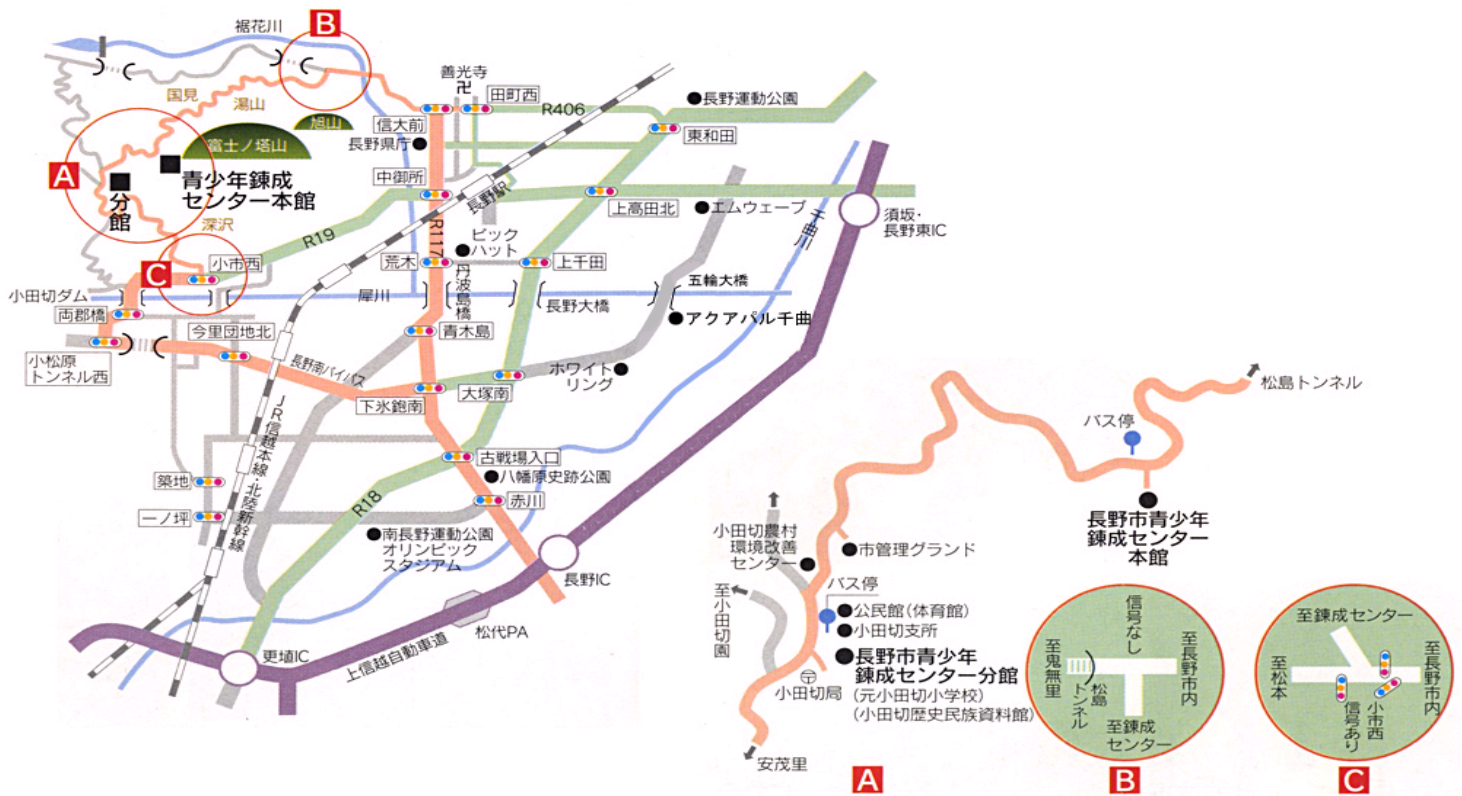 裾花川
B
善光寺
卍
田町西
R406
長野運動公園
国見
湯山
旭山
信大前
東和田
富士ノ塔山
長野県庁
A
青少年錬成
センター本館
分館
中御所
長野駅
上高田北
エムウェーブ
千曲川
須坂・
長野東IC
深沢
R19
R117
ビック
ハット
C
小市西
荒木
上千田
丹波島橋
小田切ダム
犀川
長野大橋
五輪大橋
両郡橋
今里団地北
青木島
アクアパル千曲
小松原
トンネル西
長野南バイパス
ホワイト
リング
下氷鉋南
大塚南
JR信越本線・北陸新幹線
古戦場入口
築地
八幡原史跡公園
赤川
R18
一ノ坪
南長野運動公園
オリンピック
スタジアム
長野IC
松代PA
更埴IC
上信越自動車道
松島トンネル
バス停
長野市青少年
錬成センター
本館
小田切農村
環境改善
センター
市管理グランド
バス停
至小田切園
公民館(体育館)
小田切支所
長野市青少年
錬成センター分館
(元小田切小学校)
(小田切歴史民族資料館)
小田切局
安茂里
A
信号なし
至鬼無里
松島
トンネル
至長野市内
至錬成
センター
B
至錬成センター
至松本
至長野市内
小市西
信号あり
C